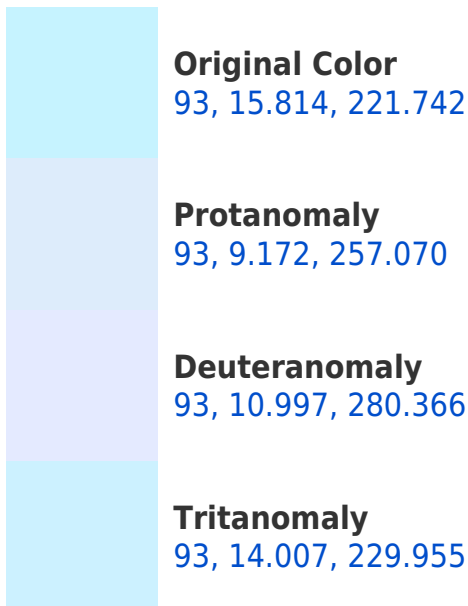 Original Color
93, 15.814, 221.742
Protanomaly
93, 9.172, 257.070
Deuteranomaly
93, 10.997, 280.366
Tritanomaly
93, 14.007, 229.955